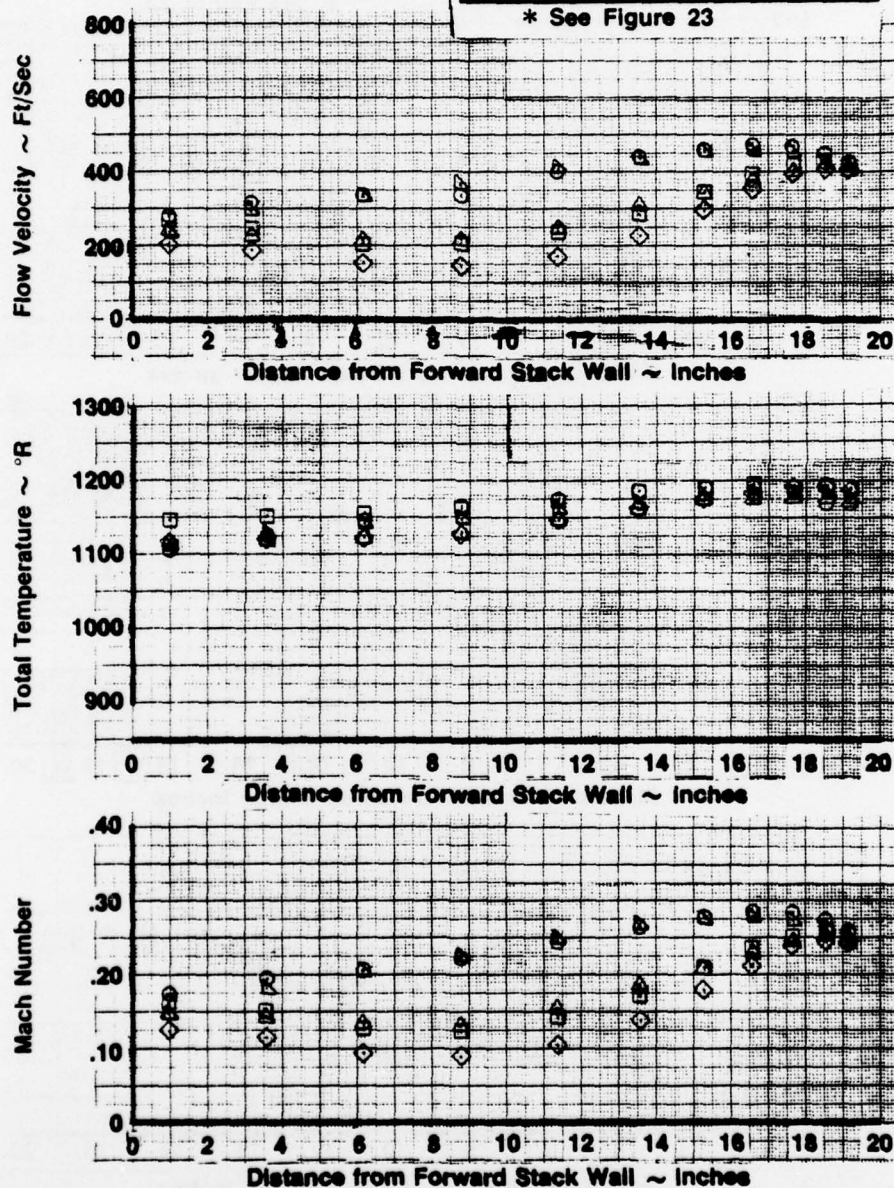 * See Figure 23
Flow Velocity ~ Ft/Sec
800
600
400
200
0
0 2 4 6 8 10 12 14 16 18 20
Distance from Forward Stack Wall ~ Inches
Total Temperature ~ °R
1300
1200
1100
1000
900
0 2 4 6 8 10 12 14 16 18 20
Distance from Forward Stack Wall ~ Inches
Mach Number
.40
.30
.20
.10
0
0 2 4 6 8 10 12 14 16 18 20
Distance from Forward Stack Wall ~ Inches